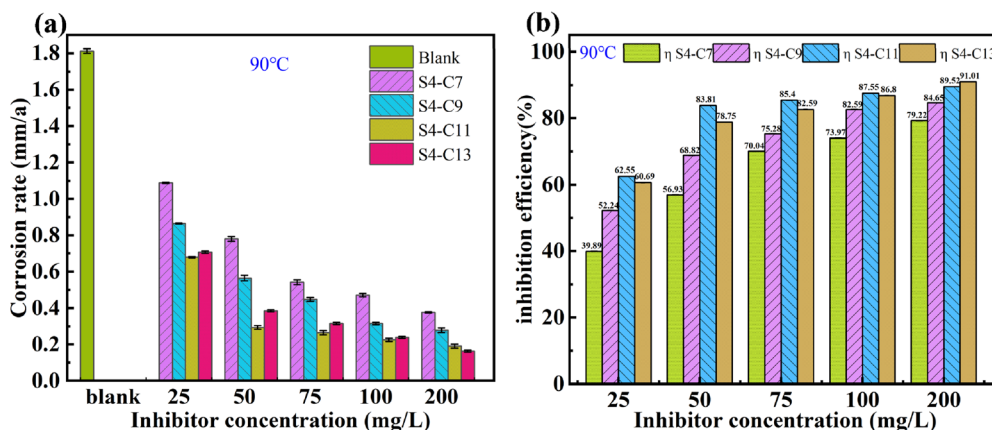 (a)
90°C
Blank
S4-C7
S4-C9
S4-C11
S4-C13
1.8
1.6
1.4
1.2
1.0
0.8
0.6
0.4
0.2
0.0
Corrosion rate (mm/a)
blank 25 50 75 100 200
Inhibitor concentration (mg/L)
(b)
90°C η S4-C7 η S4-C9 η S4-C11 η S4-C13
100
80
60
40
20
0
inhibition efficiency(%)
39.89 52.24 62.55 60.69
56.93 68.82 83.81 78.75
70.04 75.28 85.4 82.59
73.97 82.59 87.55 86.8
79.22 84.65 89.52 91.01
25 50 75 100 200
Inhibitor concentration (mg/L)